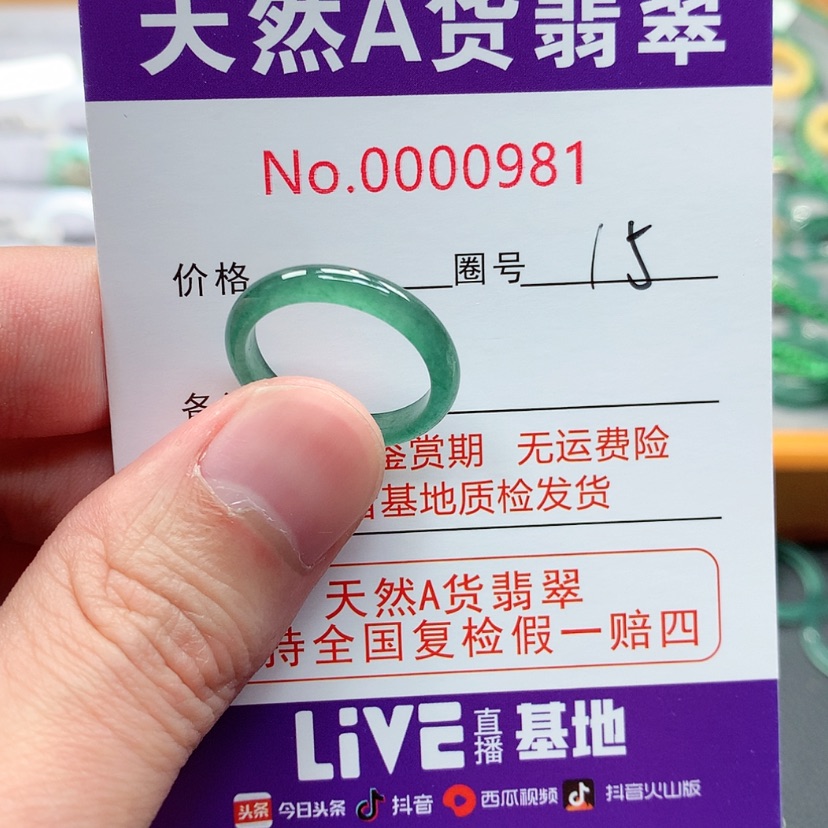 天然A货翡翠
No.0000981
价格 圈号 15
鉴赏期 无运费险
基地质检发货
天然A货翡翠
持全国复检假一赔四
LiVE直播基地
头条 今日头条 抖音 西瓜视频 抖音火山版